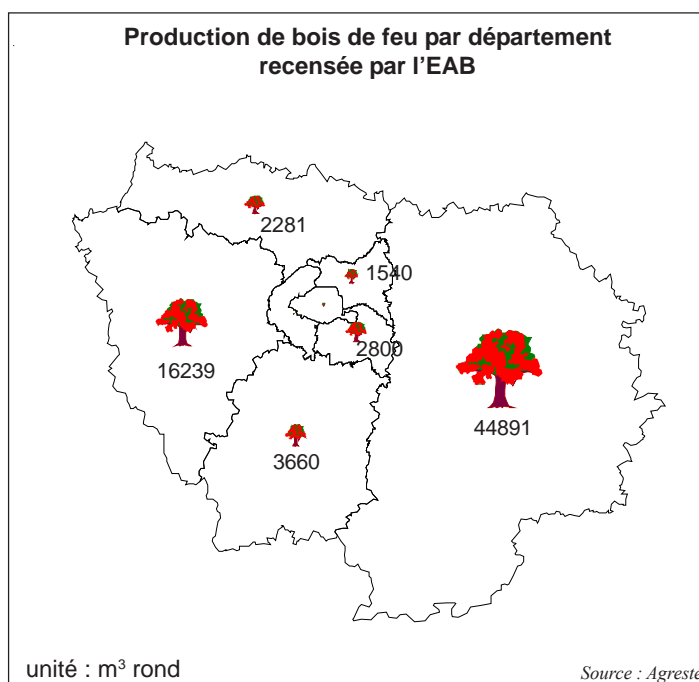 Production de bois de feu par département
recensée par l'EAB
2281
1540
2800
16239
44891
3660
unité : m³ rond
Source : Agreste